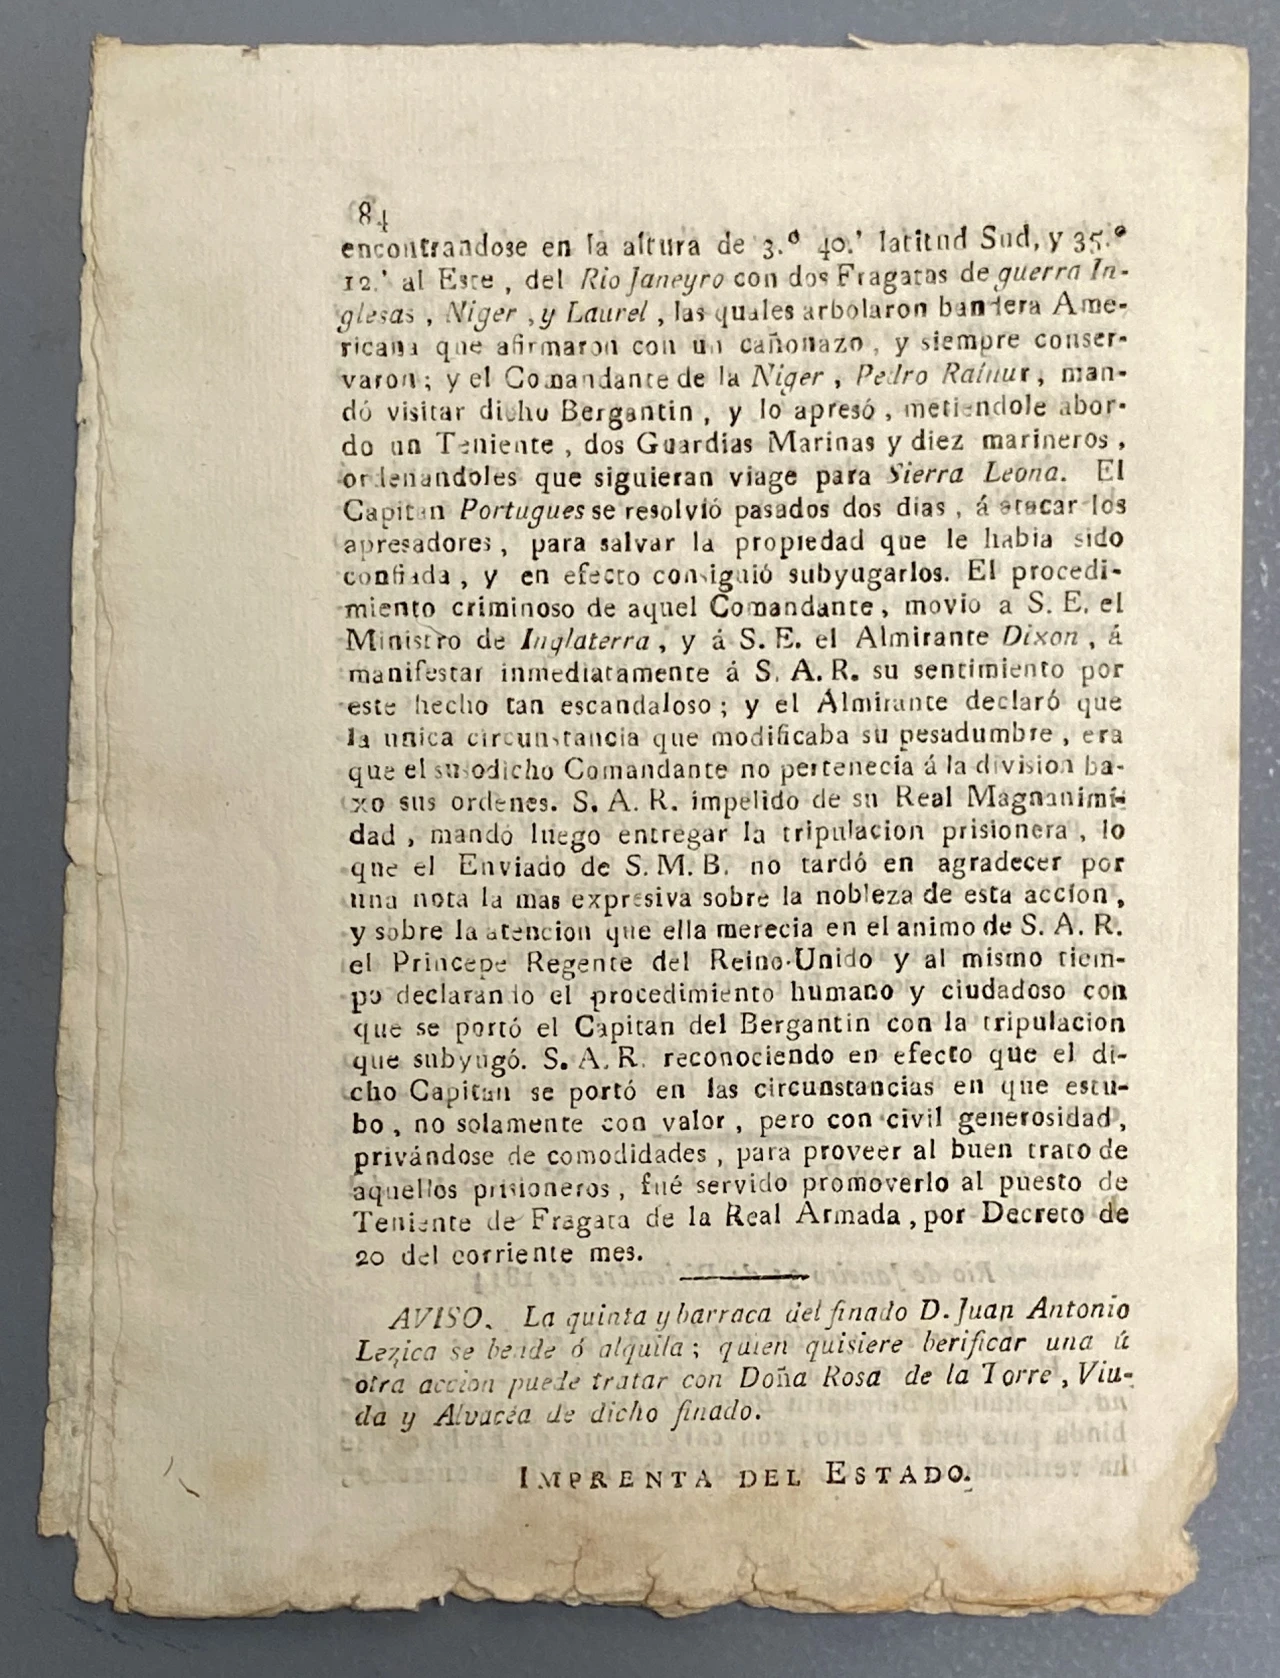 84
encontrandose en la altura de 3.º 40.' latitud Sud, y 35.º
12.' al Este, del Rio Janeyro con dos Fragatas de guerra In-
glesas, Niger, y Laurel, las quales arbolaron bandera Ame-
ricana que afirmaron con un cañonazo, y siempre conser-
varon; y el Comandante de la Niger, Pedro Rainur, man-
dó visitar dicho Bergantin, y lo apresó, metiendole abor-
do un Teniente, dos Guardias Marinas y diez marineros,
ordenandoles que siguieran viage para Sierra Leona. El
Capitan Portugues se resolvió pasados dos dias, á atacar los
apresadores, para salvar la propiedad que le habia sido
confiada, y en efecto consiguió subyugarlos. El procedi-
miento criminoso de aquel Comandante, movio a S. E. el
Ministro de Inglaterra, y á S. E. el Almirante Dixon, á
manifestar inmediatamente á S. A. R. su sentimiento por
este hecho tan escandaloso; y el Almirante declaró que
la unica circunstancia que modificaba su pesadumbre, era
que el susodicho Comandante no pertenecia á la division ba-
xo sus ordenes. S. A. R. impelido de su Real Magnanimi-
dad, mandó luego entregar la tripulacion prisionera, lo
que el Enviado de S. M. B. no tardó en agradecer por
una nota la mas expresiva sobre la nobleza de esta accion,
y sobre la atencion que ella merecia en el animo de S. A. R.
el Princepe Regente del Reino-Unido y al mismo tiem-
po declarando el procedimiento humano y ciudadoso con
que se portó el Capitan del Bergantin con la tripulacion
que subyugó. S. A. R. reconociendo en efecto que el di-
cho Capitan se portó en las circunstancias en que estu-
bo, no solamente con valor, pero con civil generosidad,
privándose de comodidades, para proveer al buen trato de
aquellos prisioneros, fué servido promoverlo al puesto de
Teniente de Fragata de la Real Armada, por Decreto de
20 del corriente mes.
AVISO. La quinta y barraca del finado D. Juan Antonio
Lezica se bende ó alquila; quien quisiere berificar una ú
otra accion puede tratar con Doña Rosa de la Torre, Viu-
da y Alvacéa de dicho finado.
IMPRENTA DEL ESTADO.